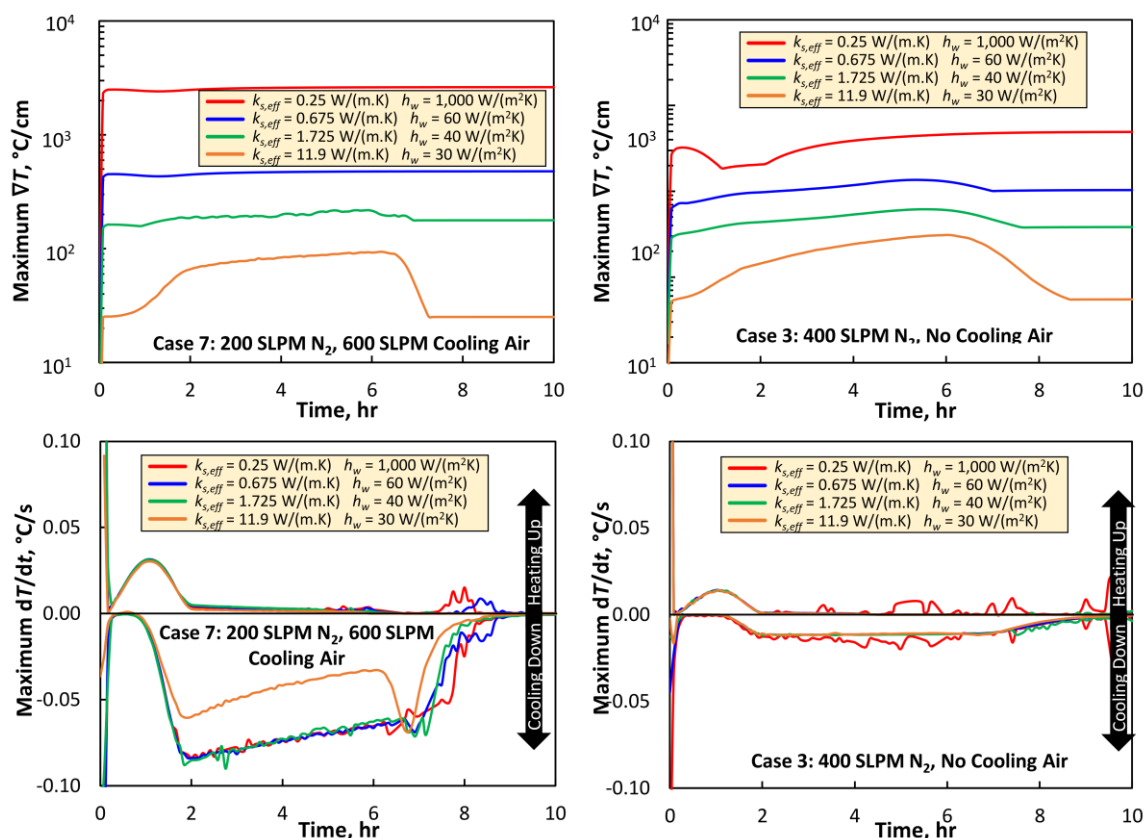 10⁴
10³
10²
10¹
Maximum ∇T, °C/cm
k_s,eff = 0.25 W/(m.K) h_w = 1,000 W/(m²K)
k_s,eff = 0.675 W/(m.K) h_w = 60 W/(m²K)
k_s,eff = 1.725 W/(m.K) h_w = 40 W/(m²K)
k_s,eff = 11.9 W/(m.K) h_w = 30 W/(m²K)
Case 7: 200 SLPM N₂, 600 SLPM Cooling Air
0 2 4 6 8 10
Time, hr
10⁴
10³
10²
10¹
Maximum ∇T, °C/cm
k_s,eff = 0.25 W/(m.K) h_w = 1,000 W/(m²K)
k_s,eff = 0.675 W/(m.K) h_w = 60 W/(m²K)
k_s,eff = 1.725 W/(m.K) h_w = 40 W/(m²K)
k_s,eff = 11.9 W/(m.K) h_w = 30 W/(m²K)
Case 3: 400 SLPM N₂, No Cooling Air
0 2 4 6 8 10
Time, hr
0.10
0.05
0.00
-0.05
-0.10
Maximum dT/dt, °C/s
k_s,eff = 0.25 W/(m.K) h_w = 1,000 W/(m²K)
k_s,eff = 0.675 W/(m.K) h_w = 60 W/(m²K)
k_s,eff = 1.725 W/(m.K) h_w = 40 W/(m²K)
k_s,eff = 11.9 W/(m.K) h_w = 30 W/(m²K)
Case 7: 200 SLPM N₂, 600 SLPM
Cooling Air
Cooling Down Heating Up
0 2 4 6 8 10
Time, hr
0.10
0.05
0.00
-0.05
-0.10
Maximum dT/dt, °C/s
k_s,eff = 0.25 W/(m.K) h_w = 1,000 W/(m²K)
k_s,eff = 0.675 W/(m.K) h_w = 60 W/(m²K)
k_s,eff = 1.725 W/(m.K) h_w = 40 W/(m²K)
k_s,eff = 11.9 W/(m.K) h_w = 30 W/(m²K)
Case 3: 400 SLPM N₂, No Cooling Air
Cooling Down Heating Up
0 2 4 6 8 10
Time, hr